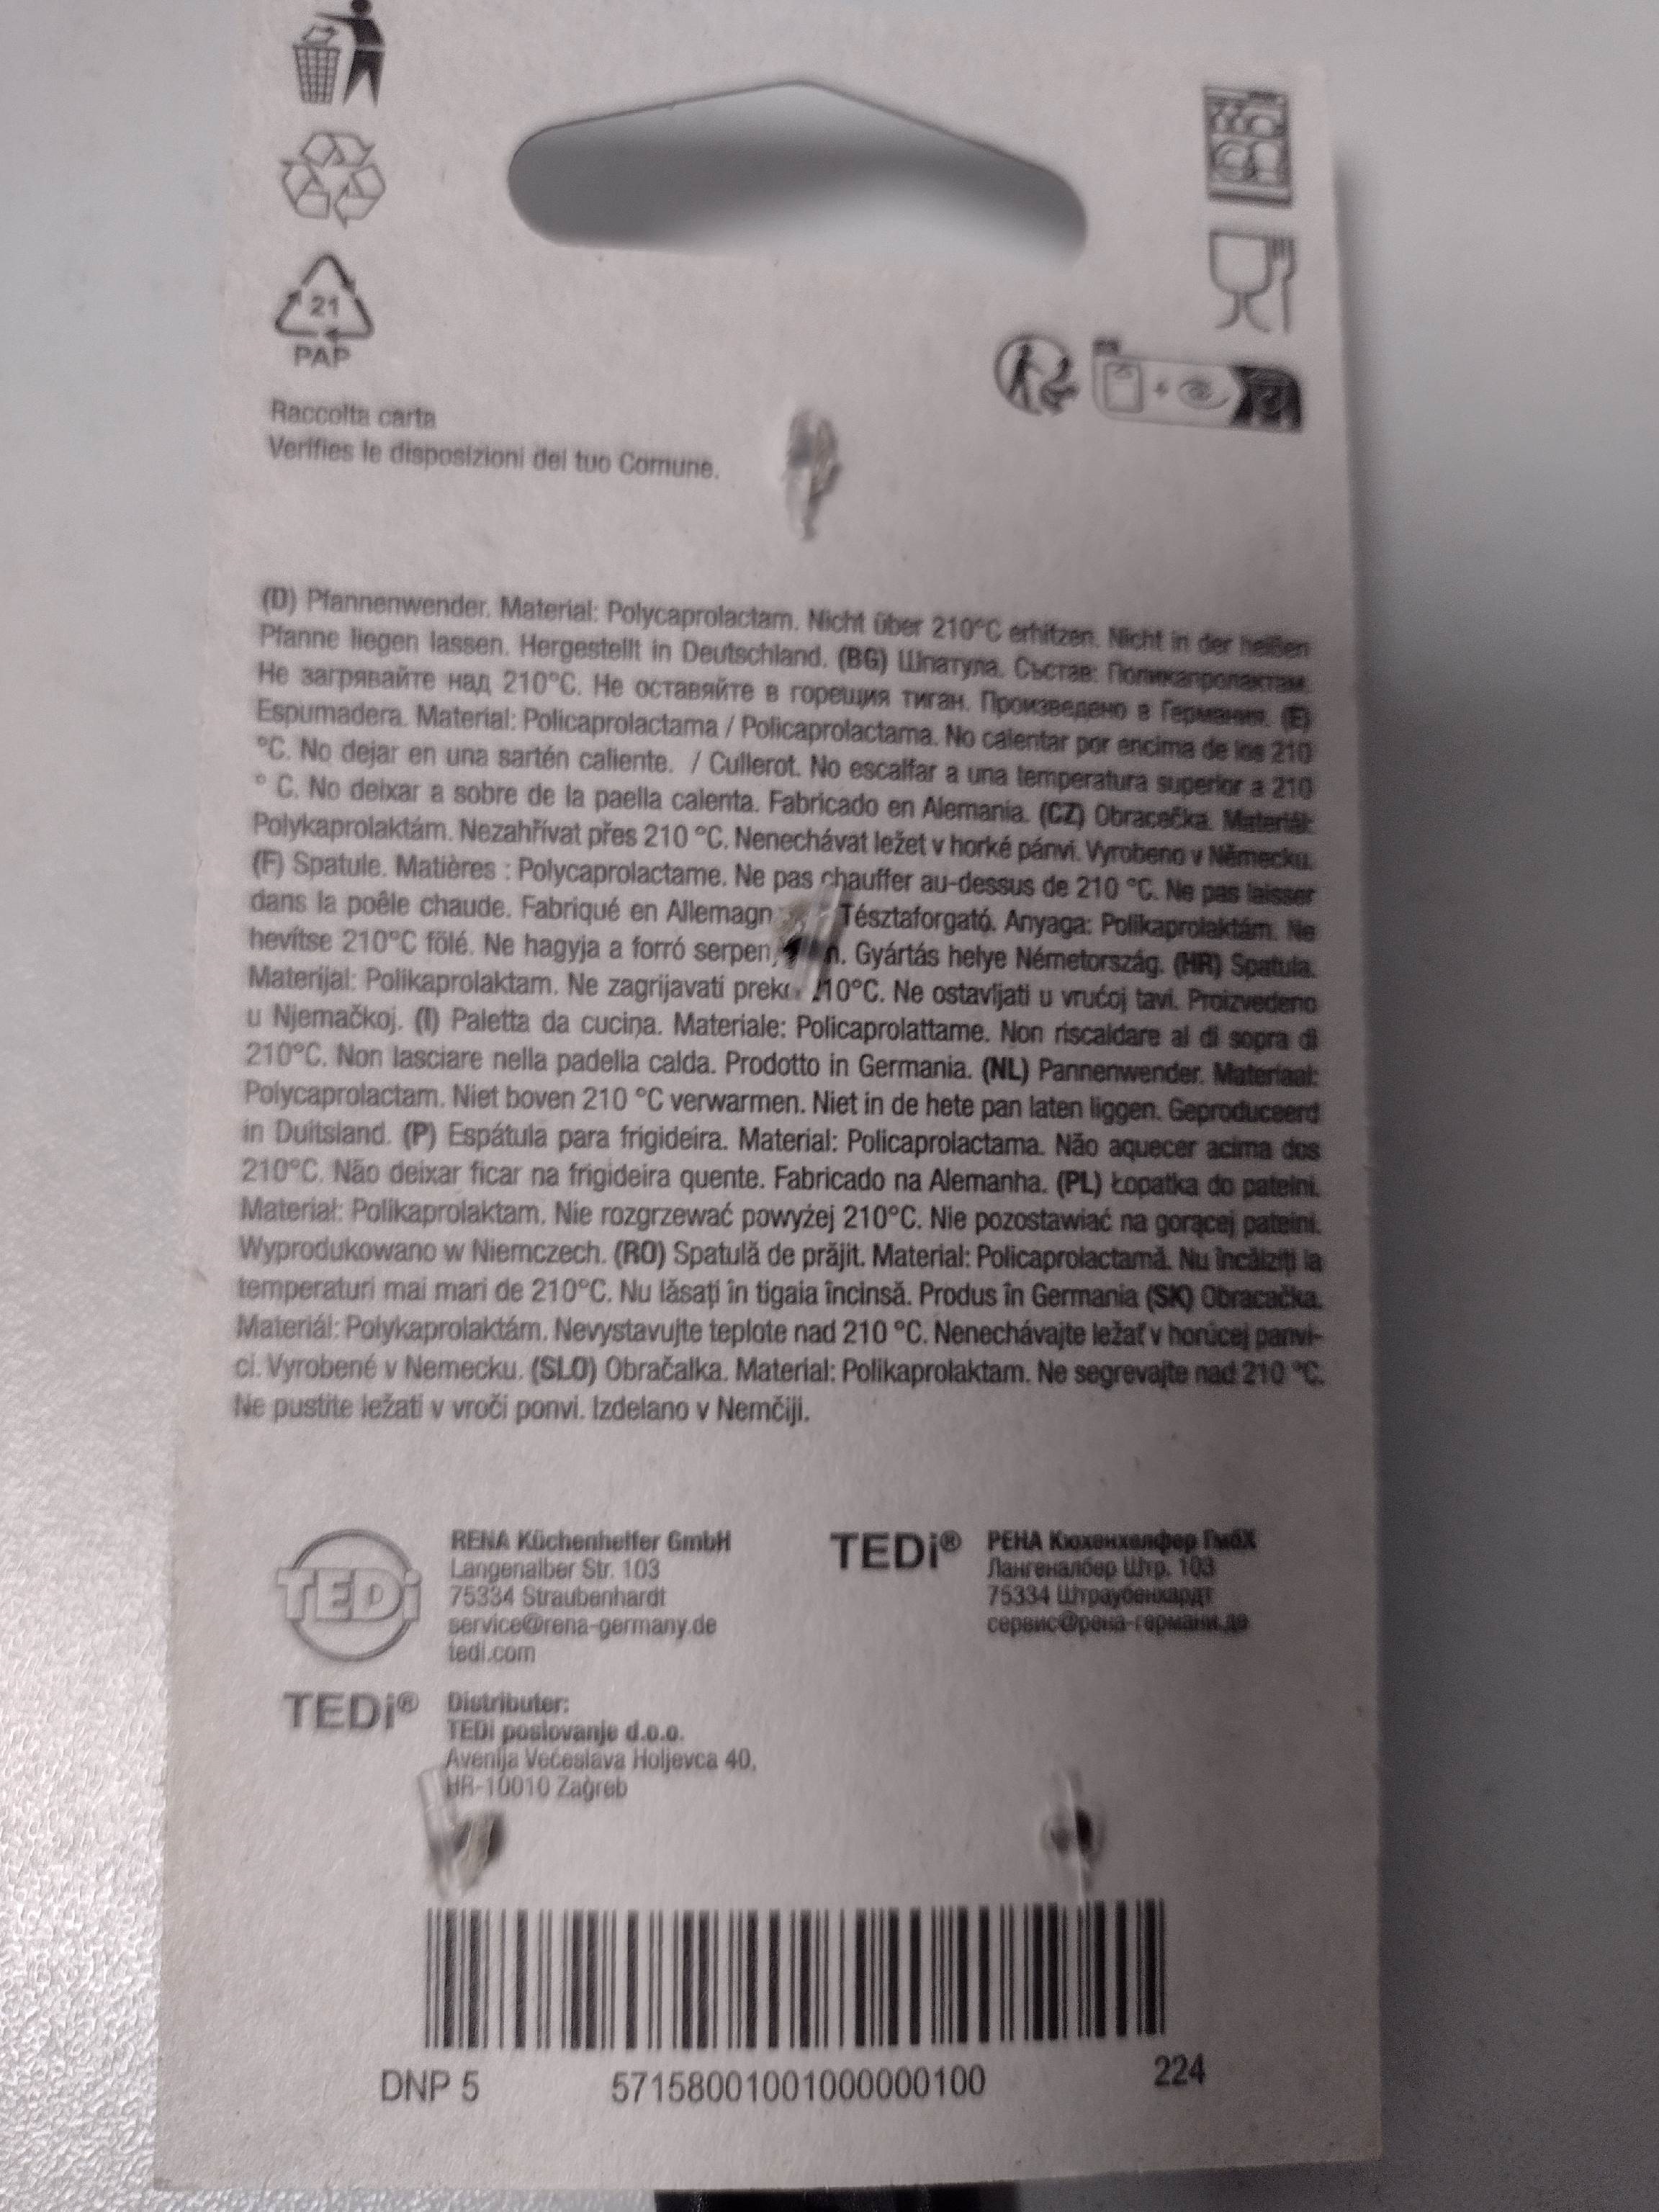 21
PAP
Raccolta carta
Verifies le disposizioni del tuo Comune.
(D) Pfannenwender. Material: Polycaprolactam. Nicht über 210°C erhitzen. Nicht in der heißen
Pfanne liegen lassen. Hergestellt in Deutschland. (BG) Шпатула. Състав: Поликапролактам.
Не загрявайте над 210°C. Не оставяйте в горещия тиган. Произведено в Германия. (E)
Espumadera. Material: Policaprolactama / Policaprolactama. No calentar por encima de los 210
°C. No dejar en una sartén caliente. / Cullerot. No escalfar a una temperatura superior a 210
° C. No deixar a sobre de la paella calenta. Fabricado en Alemania. (CZ) Obracečka. Materiál:
Polykaprolaktám. Nezahřívat přes 210 °C. Nenechávat ležet v horké pánvi. Vyrobeno v Německu.
(F) Spatule. Matières : Polycaprolactame. Ne pas chauffer au-dessus de 210 °C. Ne pas laisser
dans la poêle chaude. Fabriqué en Allemagn Tésztaforgató. Anyaga: Polikaprolaktám. Ne
hevítse 210°C fölé. Ne hagyja a forró serpen n. Gyártás helye Németország. (HR) Spatula.
Materijal: Polikaprolaktam. Ne zagrijavati preko 210°C. Ne ostavljati u vrućoj tavi. Proizvedeno
u Njemačkoj. (I) Paletta da cucina. Materiale: Policaprolattame. Non riscaldare al di sopra di
210°C. Non lasciare nella padella calda. Prodotto in Germania. (NL) Pannenwender. Materiaal:
Polycaprolactam. Niet boven 210 °C verwarmen. Niet in de hete pan laten liggen. Geproduceerd
in Duitsland. (P) Espátula para frigideira. Material: Policaprolactama. Não aquecer acima dos
210°C. Não deixar ficar na frigideira quente. Fabricado na Alemanha. (PL) Łopatka do patelni.
Materiał: Polikaprolaktam. Nie rozgrzewać powyżej 210°C. Nie pozostawiać na gorącej patelni.
Wyprodukowano w Niemczech. (RO) Spatulă de prăjit. Material: Policaprolactamă. Nu încălziți la
temperaturi mai mari de 210°C. Nu lăsați în tigaia încinsă. Produs în Germania (SK) Obracačka.
Materiál: Polykaprolaktám. Nevystavujte teplote nad 210 °C. Nenechávajte ležať v horúcej panvi-
ci. Vyrobené v Nemecku. (SLO) Obračalka. Material: Polikaprolaktam. Ne segrevajte nad 210 °C.
Ne pustite ležati v vroči ponvi. Izdelano v Nemčiji.
TEDi
RENA Küchenhelfer GmbH
Langenalber Str. 103
75334 Straubenhardt
service@rena-germany.de
tedi.com
TEDi®
РЕНА Кюхенхелфер ГмбХ
Лангеналбер Штр. 103
75334 Штраубенхардт
сервис@рена-германи.де
TEDi®
Distributer:
TEDi poslovanje d.o.o.
Avenija Većeslava Holjevca 40,
HR-10010 Zagreb
DNP 5 57158001001000000100 224